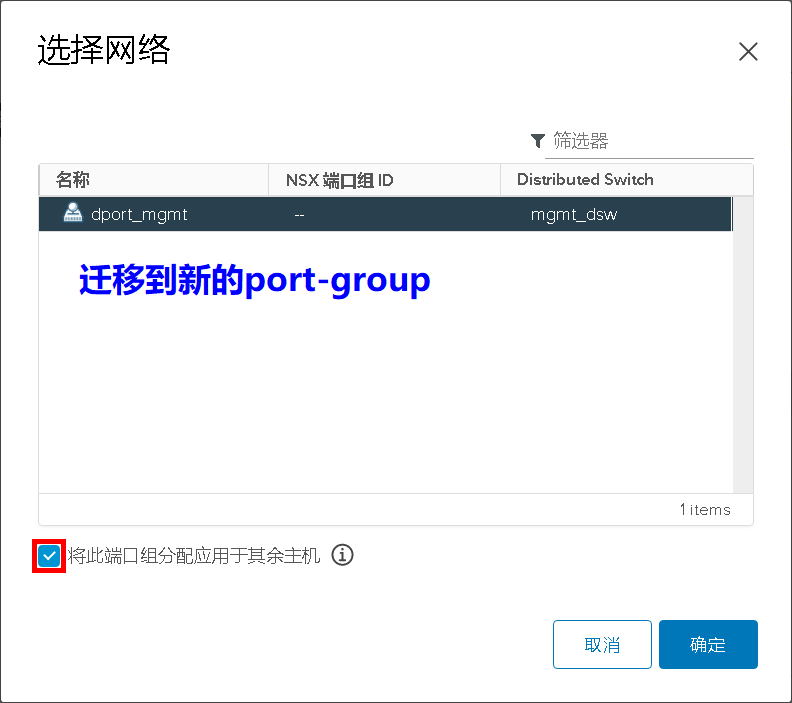 选择网络
筛选器
名称 NSX 端口组 ID Distributed Switch
dport_mgmt -- mgmt_dsw
迁移到新的port-group
1 items
将此端口组分配应用于其余主机
取消 确定